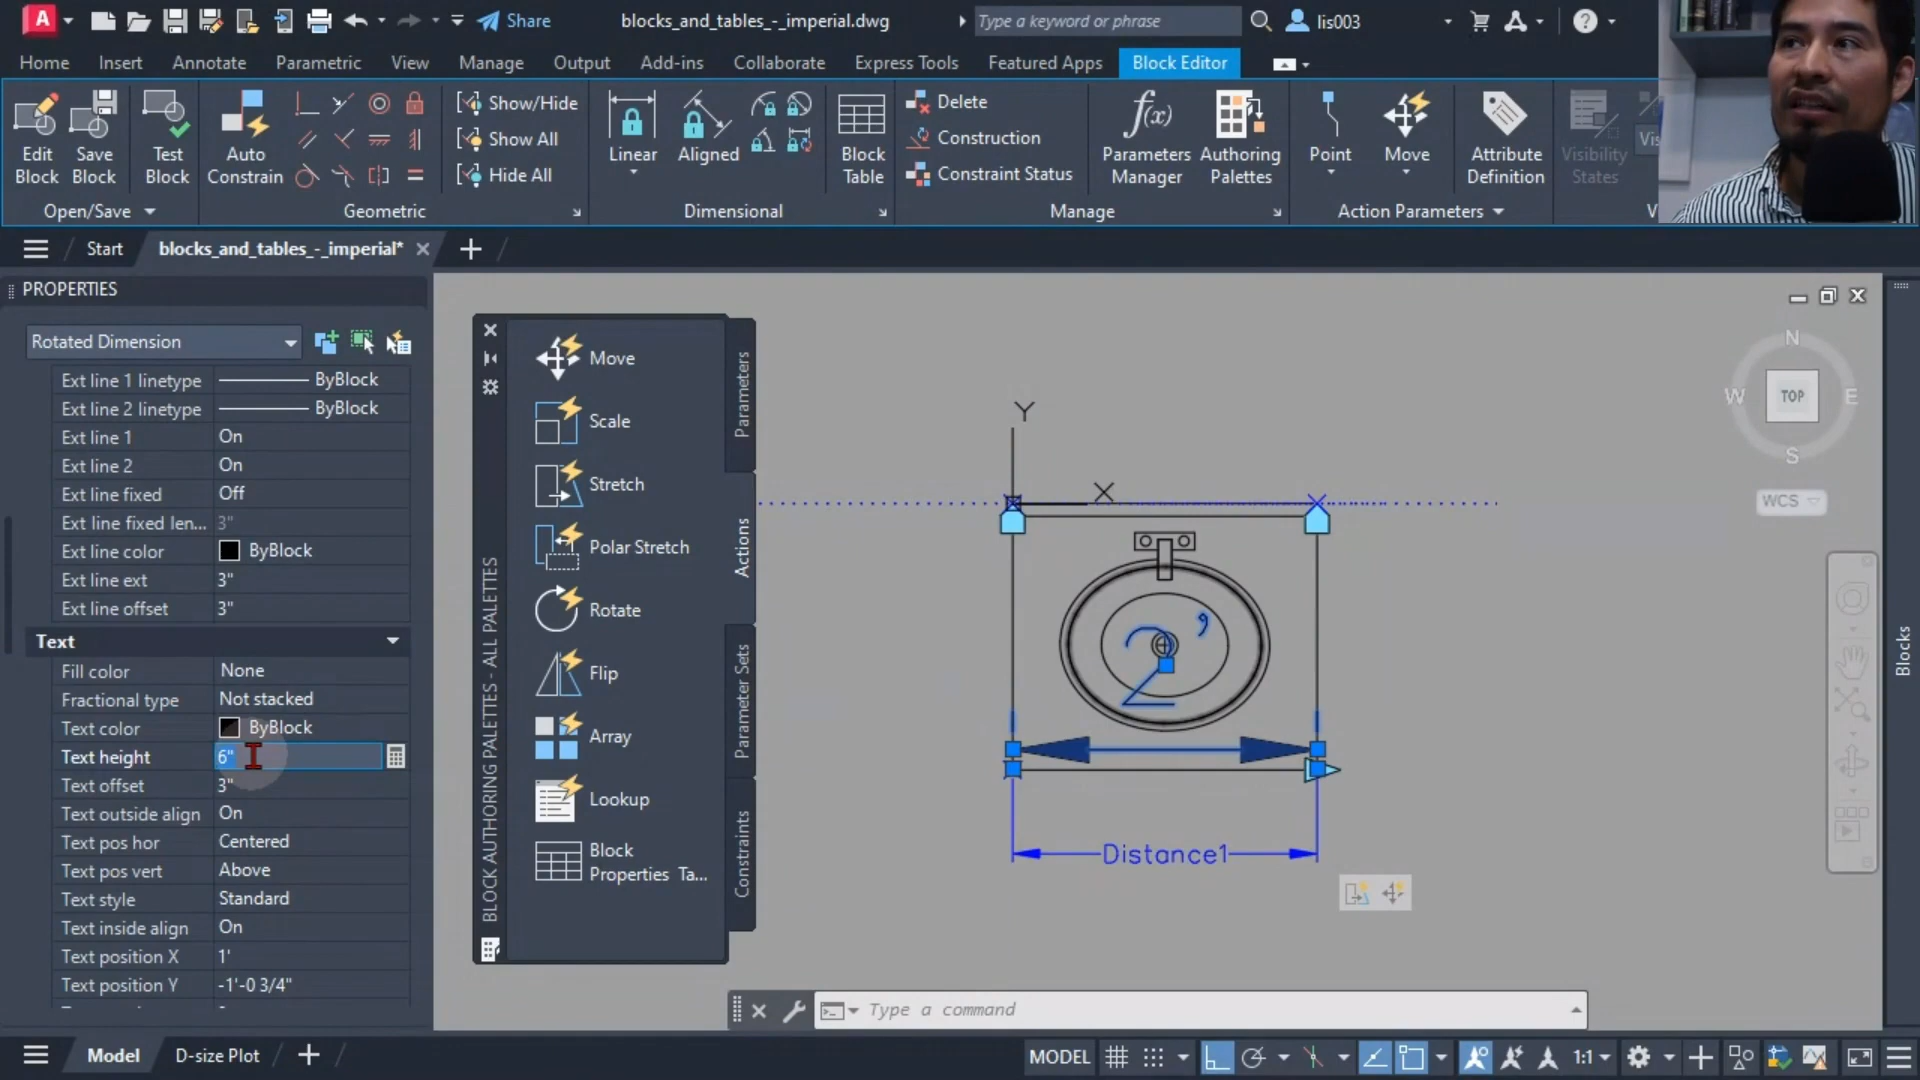 A
Share
blocks_and_tables_-_imperial.dwg
Type a keyword or phrase
lis003
Home
Insert
Annotate
Parametric
View
Manage
Output
Add-ins
Collaborate
Express Tools
Featured Apps
Block Editor
Edit Block
Save Block
Test Block
Auto Constrain
Show/Hide
Show All
Hide All
Linear
Aligned
Block Table
Delete
Construction
Constraint Status
f(x)
Parameters Manager
Authoring Palettes
Point
Move
Attribute Definition
Visibility States
Open/Save
Geometric
Dimensional
Manage
Action Parameters
Start
blocks_and_tables_-_imperial*
PROPERTIES
Rotated Dimension
Ext line 1 linetype ByBlock
Ext line 2 linetype ByBlock
Ext line 1 On
Ext line 2 On
Ext line fixed Off
Ext line fixed len... 3"
Ext line color ByBlock
Ext line ext 3"
Ext line offset 3"
Text
Fill color None
Fractional type Not stacked
Text color ByBlock
Text height 6"
Text offset 3"
Text outside align On
Text pos hor Centered
Text pos vert Above
Text style Standard
Text inside align On
Text position X 1'
Text position Y -1'-0 3/4"
Move
Scale
Stretch
Polar Stretch
Rotate
Flip
Array
Lookup
Block
Properties Ta...
BLOCK AUTHORING PALETTES - ALL PALETTES
Parameters
Actions
Parameter Sets
Constraints
Y
X
2'
Distance1
N
W
TOP
E
S
WCS
Blocks
Type a command
Model
D-size Plot
MODEL
1:1